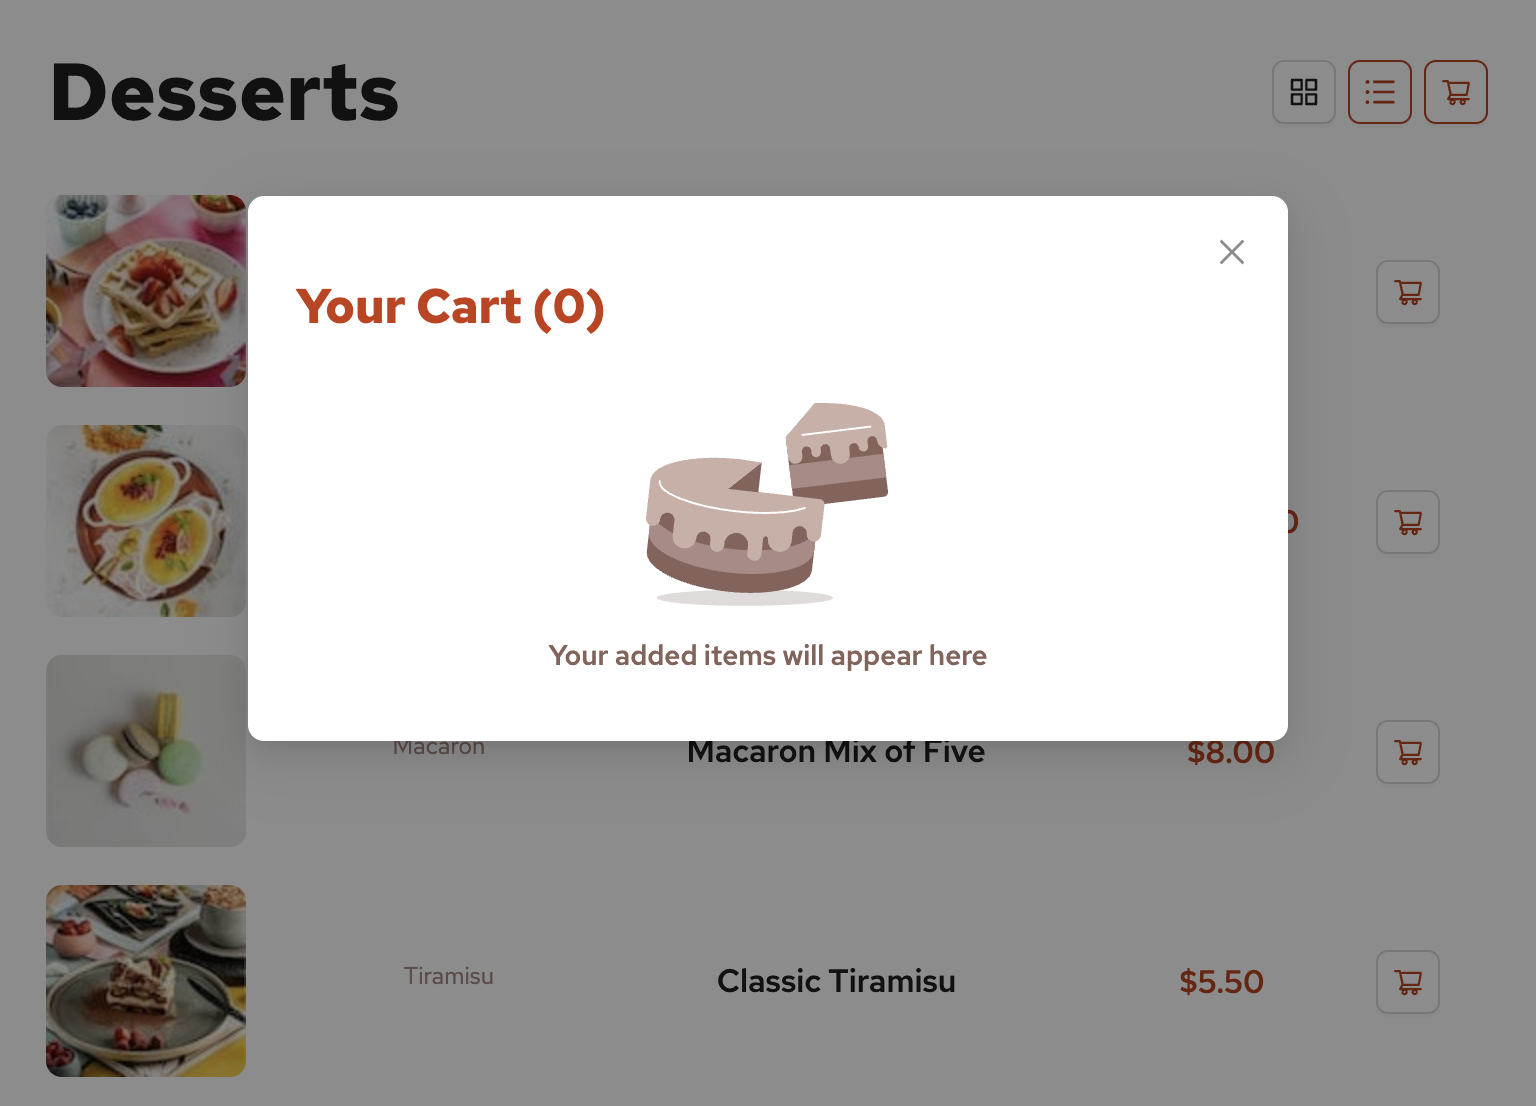 Desserts
Your Cart (0)
Your added items will appear here
Macaron
Macaron Mix of Five
$8.00
Tiramisu
Classic Tiramisu
$5.50